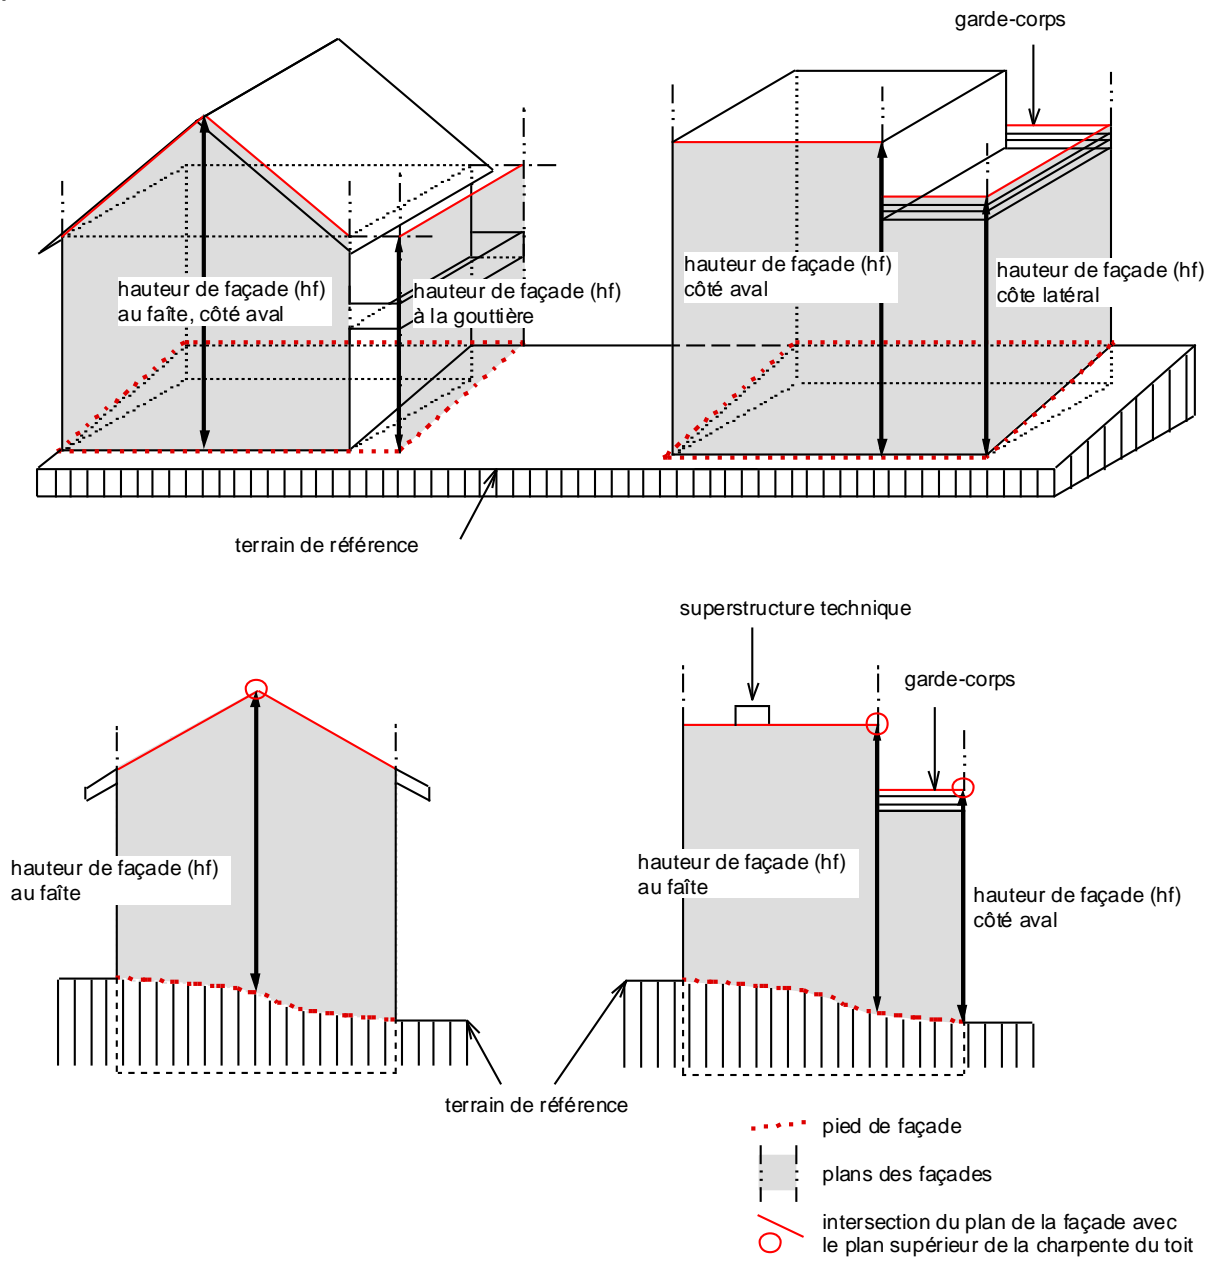 garde-corps
hauteur de façade (hf)
au faîte, côté aval
hauteur de façade (hf)
à la gouttière
hauteur de façade (hf)
côté aval
hauteur de façade (hf)
côte latéral
terrain de référence
superstructure technique
garde-corps
hauteur de façade (hf)
au faîte
hauteur de façade (hf)
au faîte
hauteur de façade (hf)
côté aval
terrain de référence
pied de façade
plans des façades
intersection du plan de la façade avec
le plan supérieur de la charpente du toit